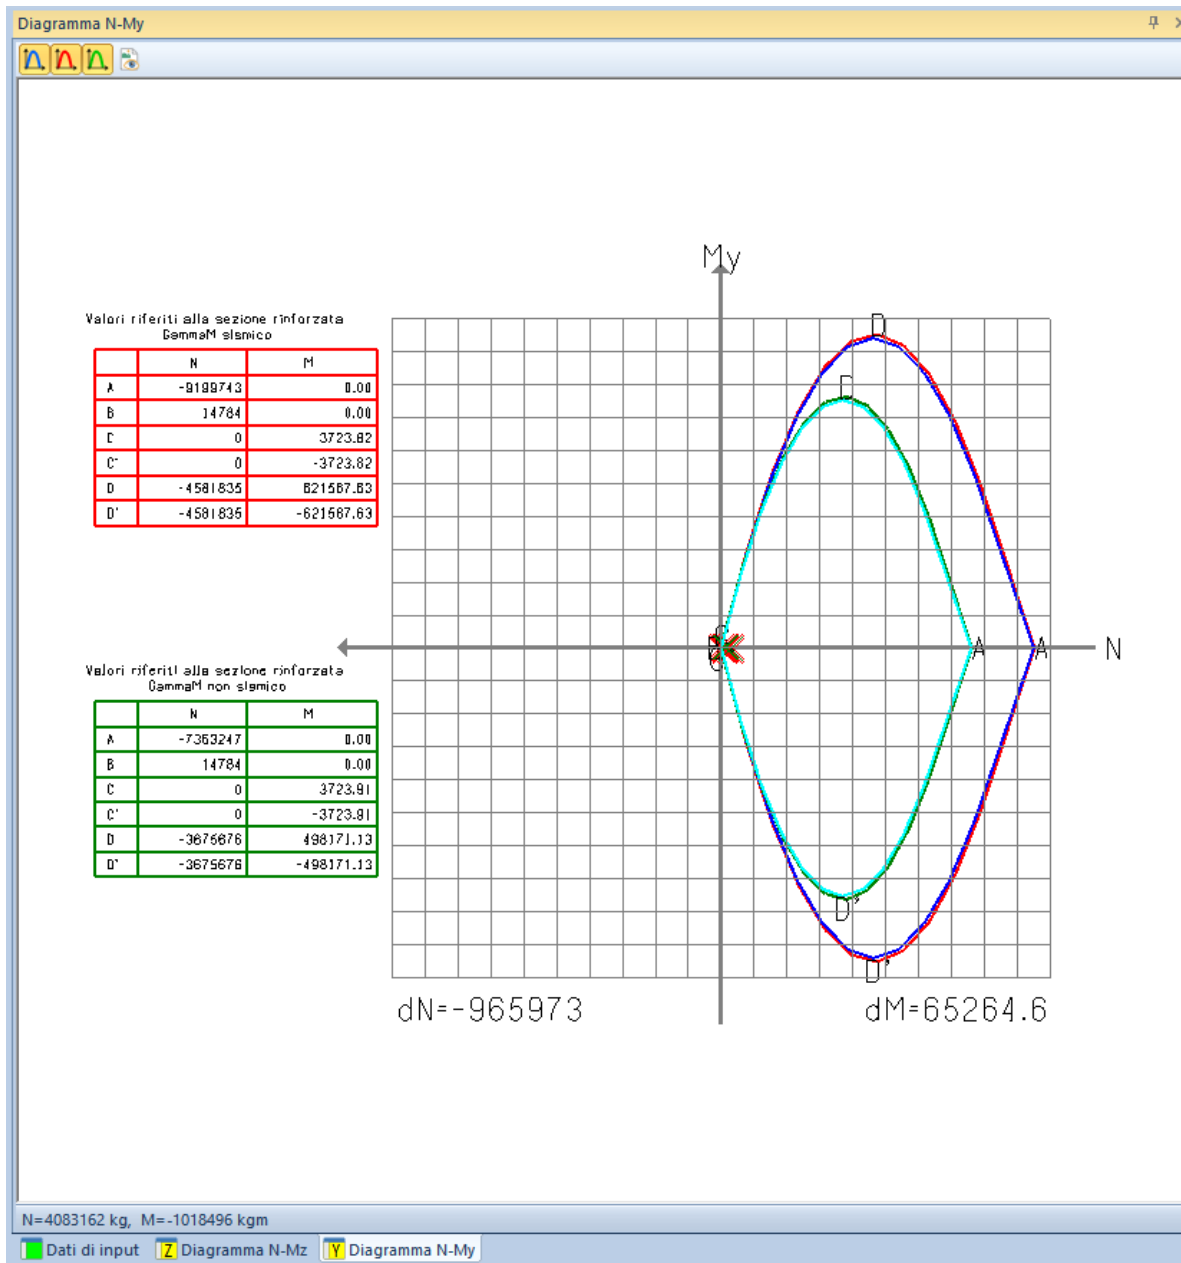 Diagramma N-My
My
Valori riferiti alla sezione rinforzata
GammaM sismico
N M
A -9199743 0.00
B 14784 0.00
C 0 3723.82
C' 0 -3723.82
D -4581835 621567.63
D' -4581835 -621567.63
D
D
A A N
Valori riferiti alla sezione rinforzata
GammaM non sismico
N M
A -7353247 0.00
B 14784 0.00
C 0 3723.91
C' 0 -3723.91
D -3675676 498171.13
D' -3675676 -498171.13
D'
D'
dN=-965973 dM=65264.6
N=4083162 kg, M=-1018496 kgm
Dati di input Z Diagramma N-Mz Y Diagramma N-My